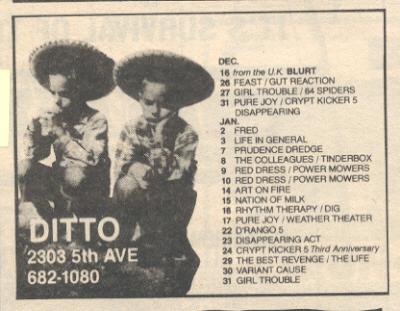 DEC.
16 from the U.K. BLURT
26 FEAST / GUT REACTION
27 GIRL TROUBLE / 64 SPIDERS
31 PURE JOY / CRYPT KICKER 5
DISAPPEARING
JAN.
2 FRED
3 LIFE IN GENERAL
7 PRUDENCE DREDGE
8 THE COLLEAGUES / TINDERBOX
9 RED DRESS / POWER MOWERS
10 RED DRESS / POWER MOWERS
14 ART ON FIRE
15 NATION OF MILK
16 RHYTHM THERAPY / DIG
17 PURE JOY / WEATHER THEATER
22 D'RANGO 5
23 DISAPPEARING ACT
24 CRYPT KICKER 5 Third Anniversary
29 THE BEST REVENGE / THE LIFE
30 VARIANT CAUSE
31 GIRL TROUBLE
DITTO
2303 5th AVE
682-1080